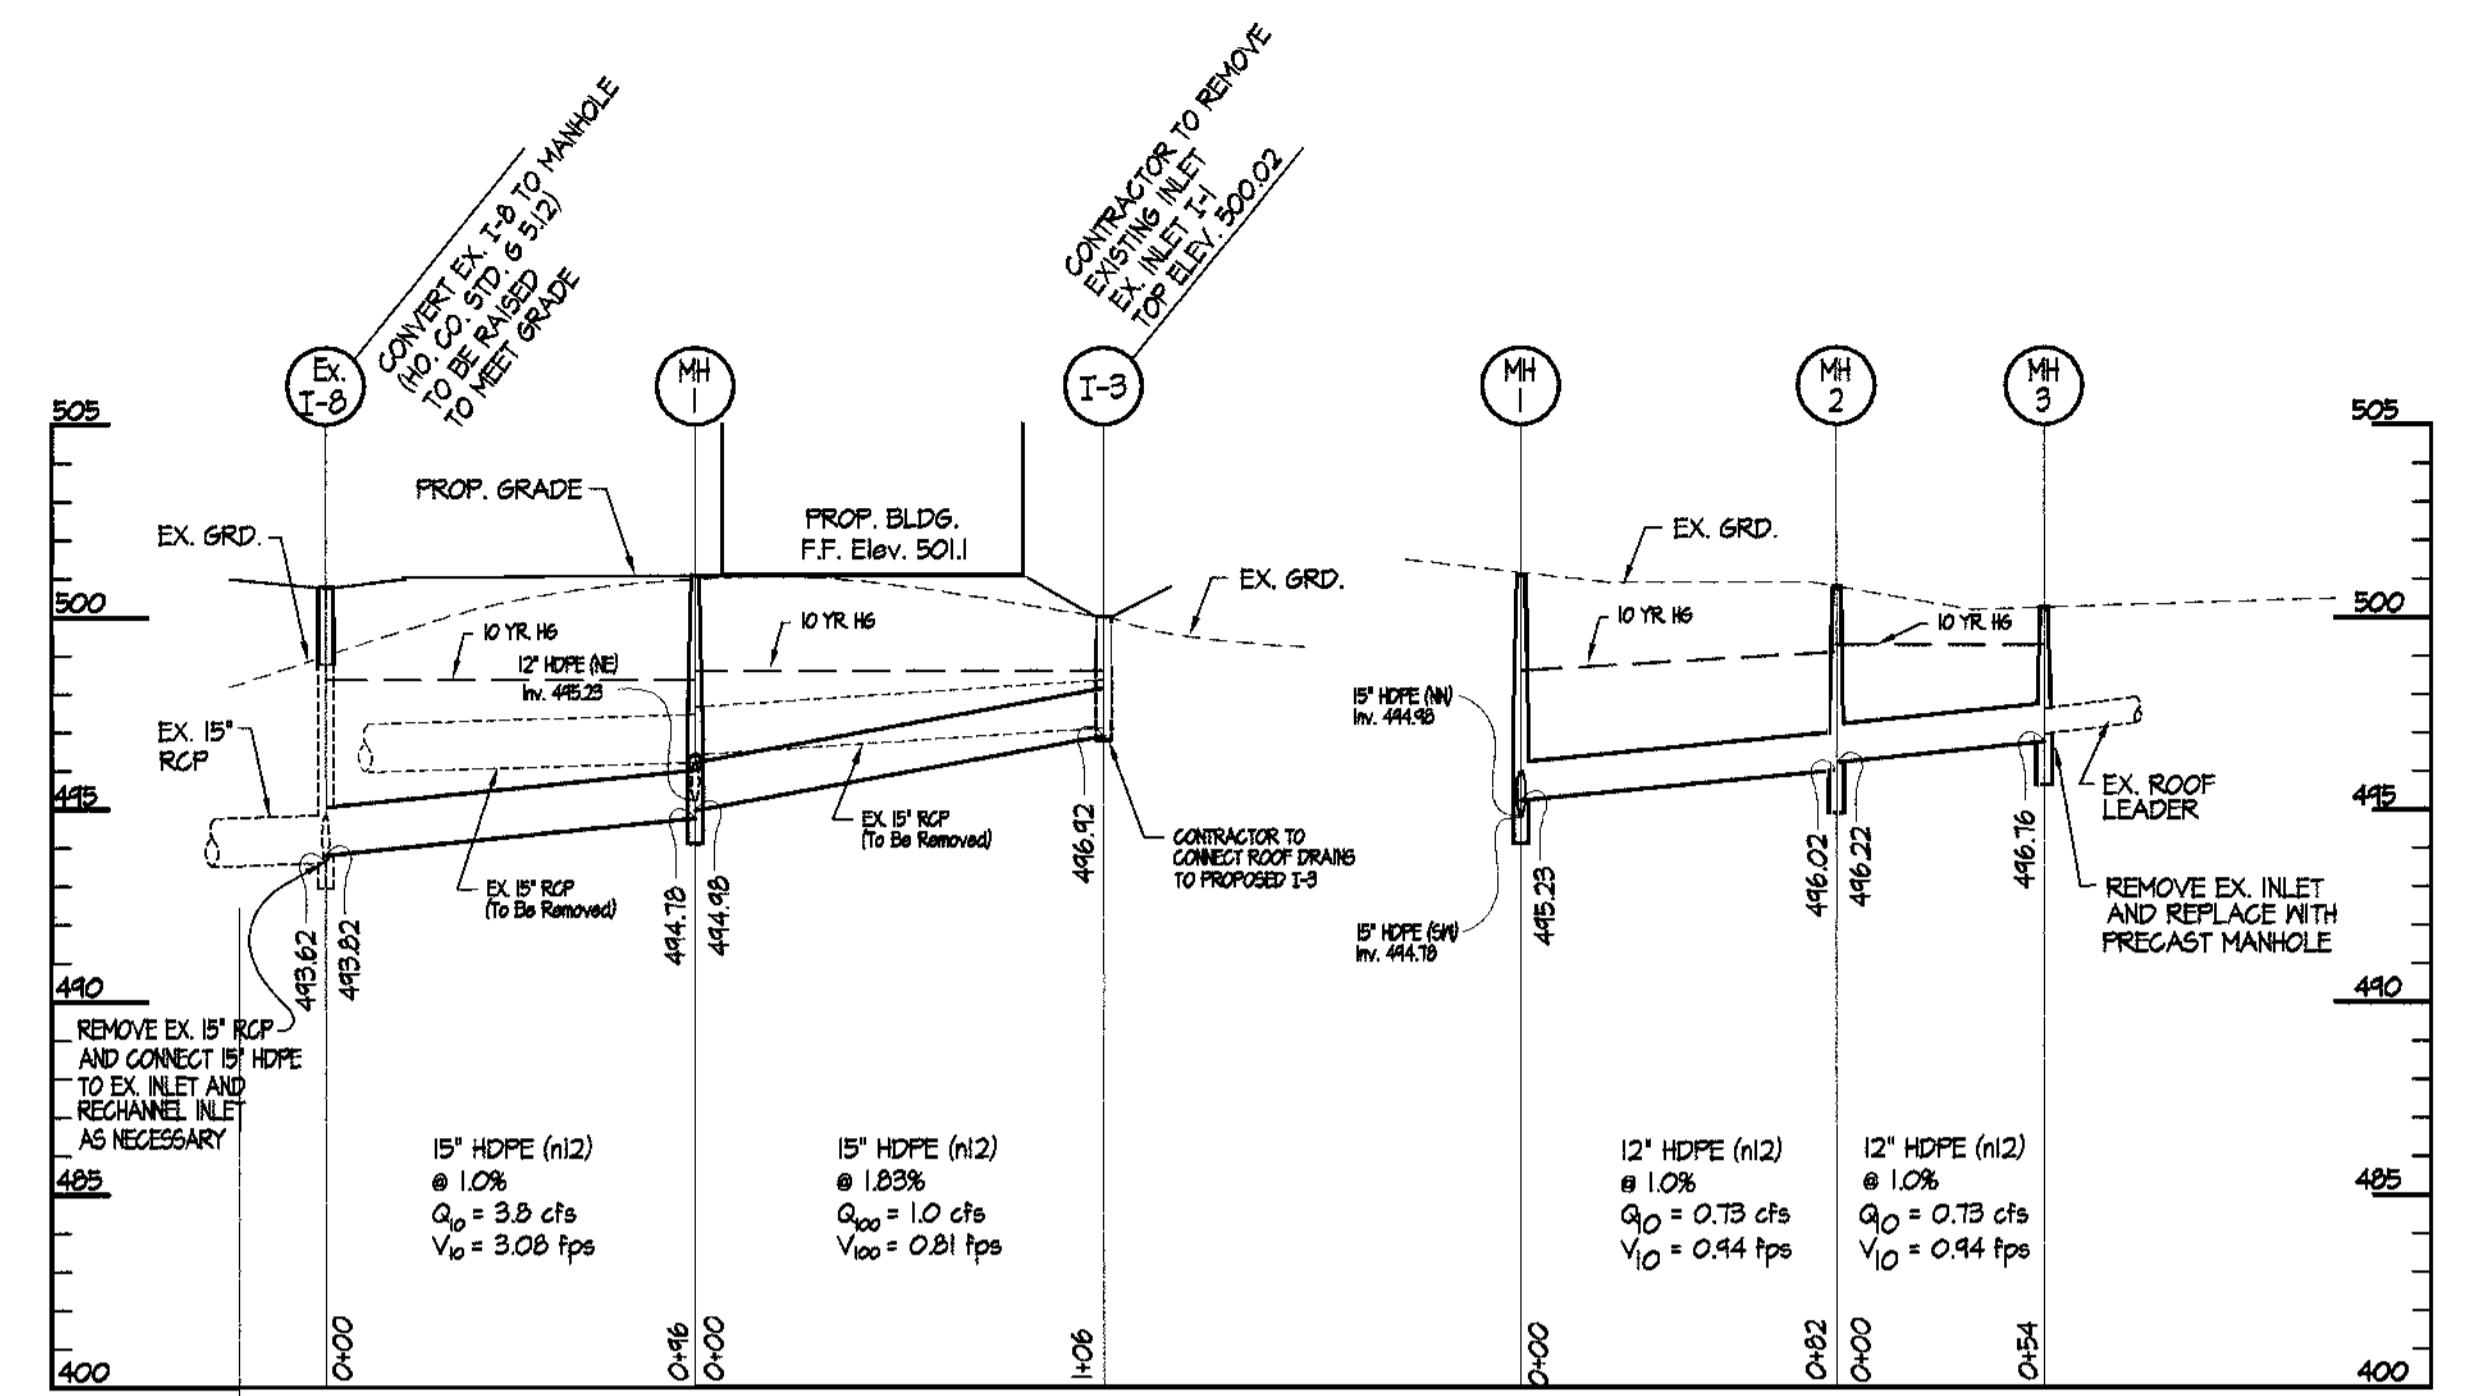 CONVERT EX. I-8 TO MANHOLE
(HO. CO. STD. G 5.12)
TO BE RAISED
TO MEET GRADE
CONTRACTOR TO REMOVE
EXISTING INLET
EX. INLET I-1
TOP ELEV. 500.02
Ex.
I-8
MH
1
I-3
MH
1
MH
2
MH
3
505
505
PROP. GRADE
PROP. BLDG.
F.F. Elev. 501.1
EX. GRD.
EX. GRD.
EX. GRD.
500
500
10 YR. HG
10 YR. HG
10 YR. HG
10 YR. HG
12" HDPE (NE)
Inv. 495.23
15" HDPE (NW)
Inv. 494.98
EX. 15"
RCP
495
495
EX. 15" RCP
(To Be Removed)
EX. 15" RCP
(To Be Removed)
CONTRACTOR TO
CONNECT ROOF DRAINS
TO PROPOSED I-3
EX. ROOF
LEADER
REMOVE EX. INLET
AND REPLACE WITH
PRECAST MANHOLE
15" HDPE (SW)
Inv. 494.78
493.62
493.82
494.78
494.98
496.92
495.23
496.02
496.22
496.76
490
490
REMOVE EX. 15" RCP
AND CONNECT 15" HDPE
TO EX. INLET AND
RECHANNEL INLET
AS NECESSARY
485
485
15" HDPE (n12)
@ 1.0%
Q10 = 3.8 cfs
V10 = 3.08 fps
15" HDPE (n12)
@ 1.83%
Q100 = 1.0 cfs
V100 = 0.81 fps
12" HDPE (n12)
@ 1.0%
Q10 = 0.73 cfs
V10 = 0.94 fps
12" HDPE (n12)
@ 1.0%
Q10 = 0.73 cfs
V10 = 0.94 fps
0+00
0+96
0+00
1+06
0+00
0+82
0+00
0+54
400
400